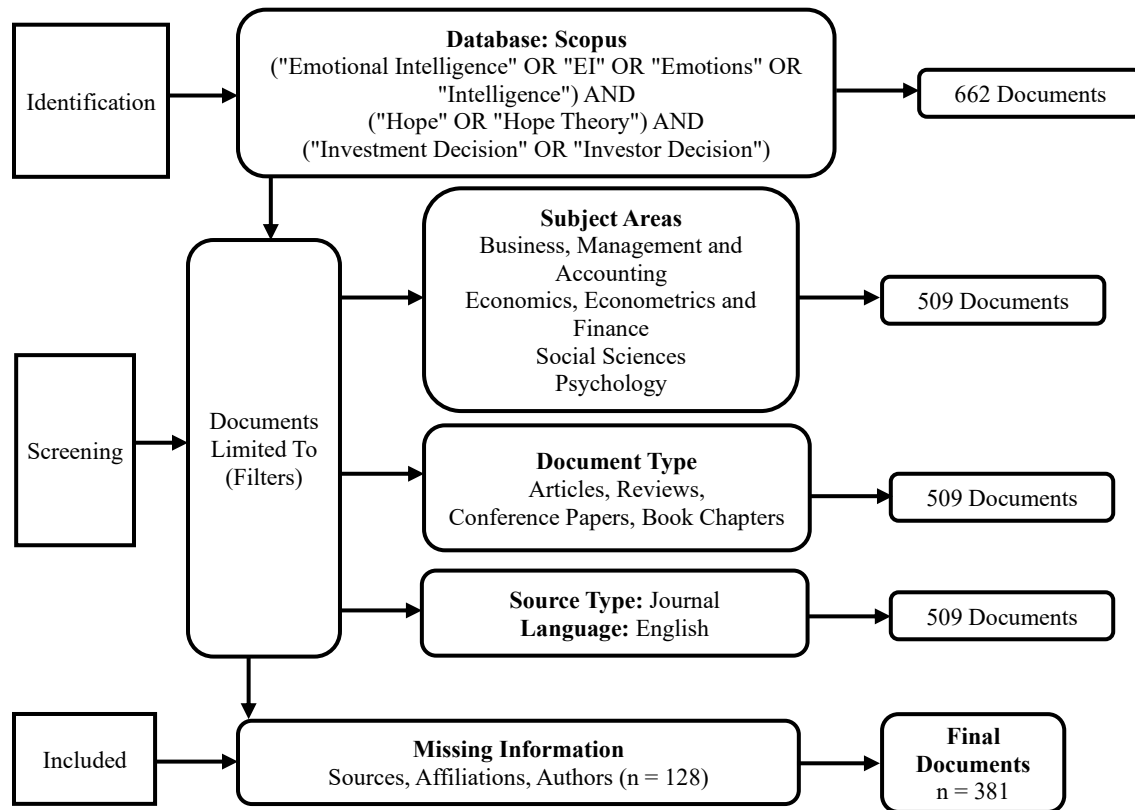 Identification
Database: Scopus
("Emotional Intelligence" OR "EI" OR "Emotions" OR
"Intelligence") AND
("Hope" OR "Hope Theory") AND
("Investment Decision" OR "Investor Decision")
662 Documents
Screening
Documents
Limited To
(Filters)
Subject Areas
Business, Management and
Accounting
Economics, Econometrics and
Finance
Social Sciences
Psychology
509 Documents
Document Type
Articles, Reviews,
Conference Papers, Book Chapters
509 Documents
Source Type: Journal
Language: English
509 Documents
Included
Missing Information
Sources, Affiliations, Authors (n = 128)
Final
Documents
n = 381